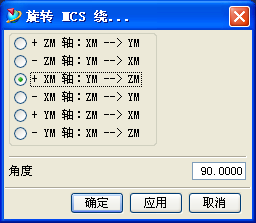 旋转 MCS 绕...
+ ZM 轴：XM --> YM
- ZM 轴：YM --> XM
+ XM 轴：YM --> ZM
- XM 轴：ZM --> YM
+ YM 轴：ZM --> XM
- YM 轴：XM --> ZM
角度 90.0000
确定 应用 取消